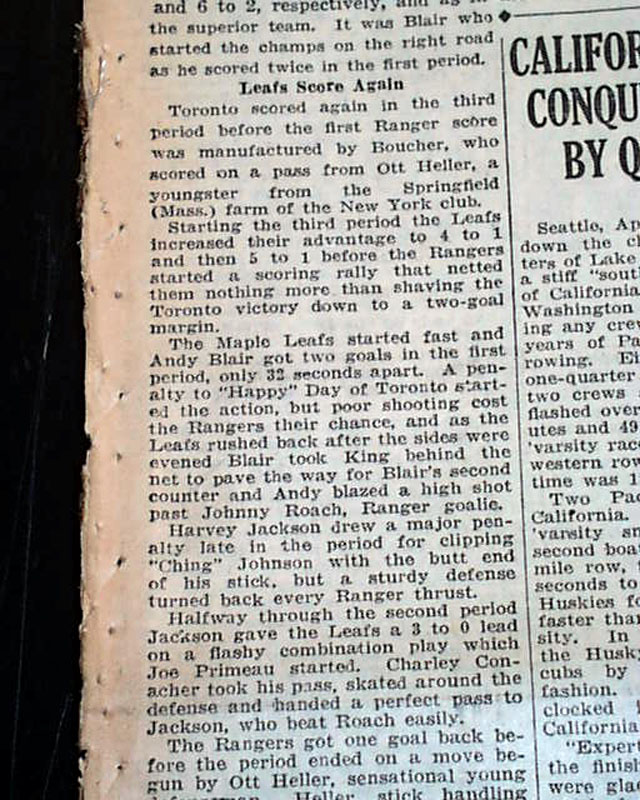 and 6 to 2, respectively, and as
the superior team. It was Blair who
started the champs on the right road
as he scored twice in the first period.
Leafs Score Again
Toronto scored again in the third
period before the first Ranger score
was manufactured by Boucher, who
scored on a pass from Ott Heller, a
youngster from the Springfield
(Mass.) farm of the New York club.
Starting the third period the Leafs
increased their advantage to 4 to 1
and then 5 to 1 before the Rangers
started a scoring rally that netted
them nothing more than shaving the
Toronto victory down to a two-goal
margin.
The Maple Leafs started fast and
Andy Blair got two goals in the first
period, only 32 seconds apart. A pen-
alty to "Happy" Day of Toronto start-
ed the action, but poor shooting cost
the Rangers their chance, and as the
Leafs rushed back after the sides were
evened Blair took King behind the
net to pave the way for Blair's second
counter and Andy blazed a high shot
past Johnny Roach, Ranger goalie.
Harvey Jackson drew a major pen-
alty late in the period for clipping
"Ching" Johnson with the butt end
of his stick, but a sturdy defense
turned back every Ranger thrust.
Halfway through the second period
Jackson gave the Leafs a 3 to 0 lead
on a flashy combination play which
Joe Primeau started. Charley Con-
acher took his pass, skated around the
defense and handed a perfect pass to
Jackson, who beat Roach easily.
The Rangers got one goal back be-
fore the period ended on a move be-
gun by Ott Heller, sensational young
Heller, stick handling
CALIFOR
CONQU
BY Q
Seattle, Ap
down the c
ters of Lake
a stiff "sout
of California
Washington
ing any crew
years of Pa
rowing. Ei
one-quarter
two crews
flashed over
utes and 49
'varsity race
western row
time was 1
Two Pa
California.
'varsity
second boa
mile row, t
seconds to
Huskies fo
faster than
sity. In
the Husky
cubs by
fashion.
clocked
California
"Exper
the finish
were gla